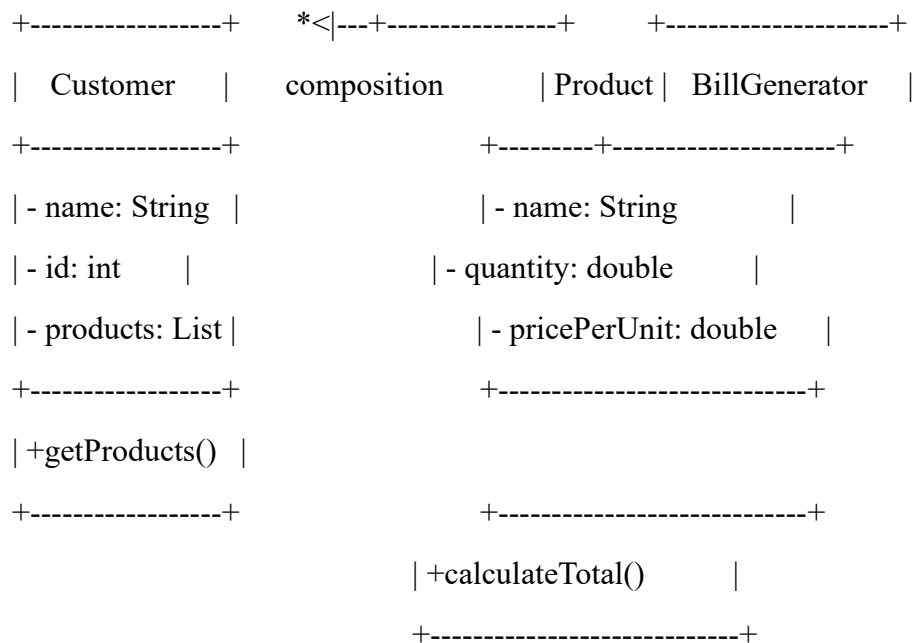 +------------------+ *<|---+----------------+ +--------------------+
| Customer | composition | Product | BillGenerator |
+------------------+ +---------+---------------------+
| - name: String | | - name: String |
| - id: int | | - quantity: double |
| - products: List | | - pricePerUnit: double |
+------------------+ +-----------------------------+
| +getProducts() |
+------------------+ +-----------------------------+
| +calculateTotal() |
+-----------------------------+